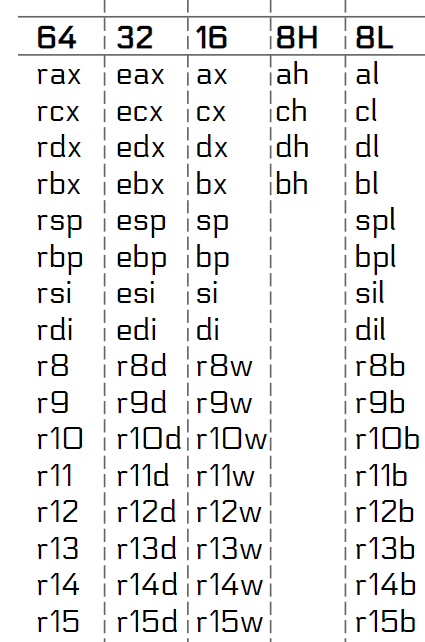 64 32 16 8H 8L
rax eax ax ah al
rcx ecx cx ch cl
rdx edx dx dh dl
rbx ebx bx bh bl
rsp esp sp spl
rbp ebp bp bpl
rsi esi si sil
rdi edi di dil
r8 r8d r8w r8b
r9 r9d r9w r9b
r10 r10d r10w r10b
r11 r11d r11w r11b
r12 r12d r12w r12b
r13 r13d r13w r13b
r14 r14d r14w r14b
r15 r15d r15w r15b